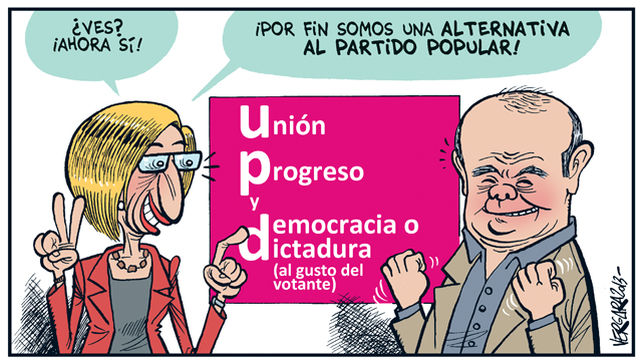 ¿VES?
¡AHORA SÍ!
¡POR FIN SOMOS UNA ALTERNATIVA
AL PARTIDO POPULAR!
unión
progreso
y
democracia o
dictadura
(al gusto del
votante)
VERGARA